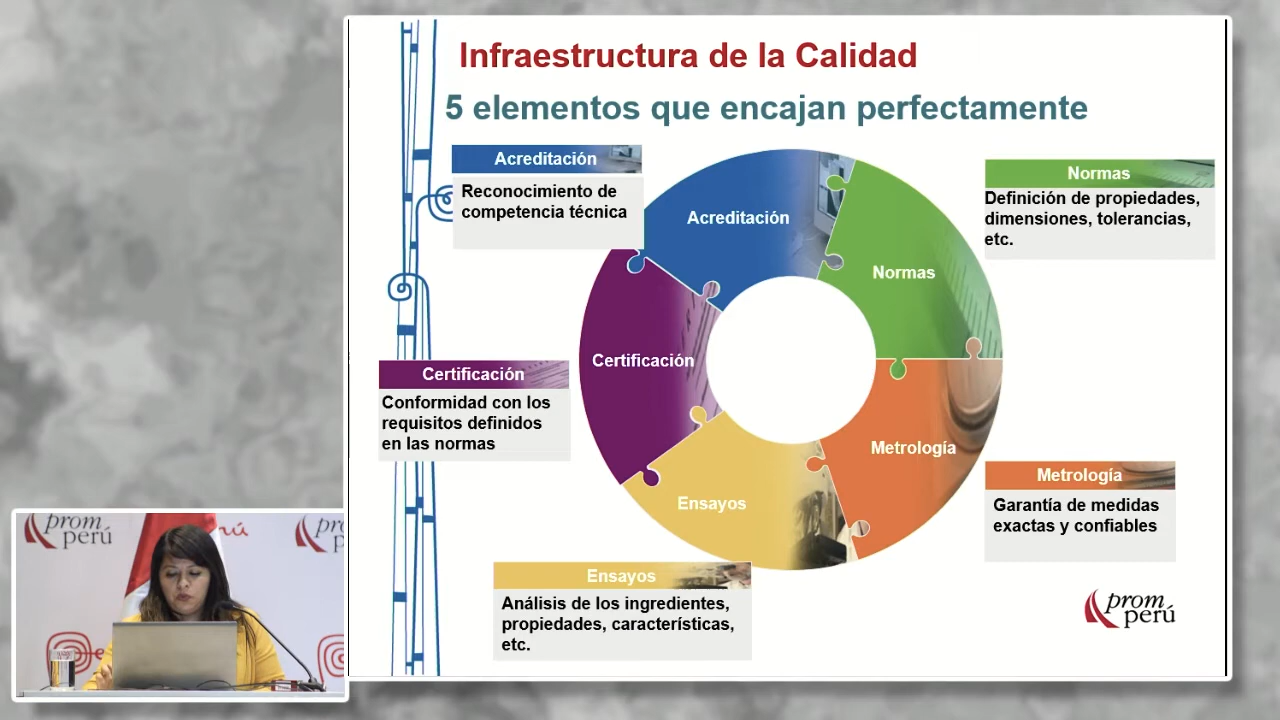 Infraestructura de la Calidad
5 elementos que encajan perfectamente
Acreditación
Reconocimiento de
competencia técnica
Normas
Definición de propiedades,
dimensiones, tolerancias,
etc.
Acreditación
Normas
Certificación
Metrología
Ensayos
Certificación
Conformidad con los
requisitos definidos
en las normas
Metrología
Garantía de medidas
exactas y confiables
Ensayos
Análisis de los ingredientes,
propiedades, características,
etc.
prom
perú
prom
perú